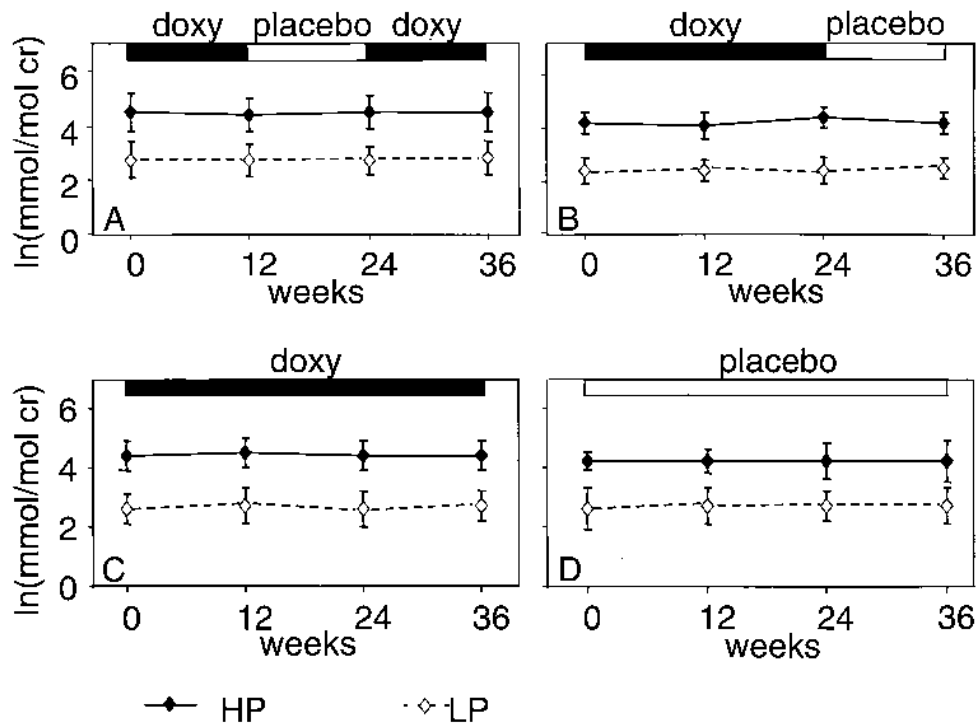 doxy placebo doxy
doxy placebo
ln(mmol/mol cr)
6
4
2
0
A
B
0 12 24 36
weeks
0 12 24 36
weeks
doxy
placebo
ln(mmol/mol cr)
6
4
2
0
C
D
0 12 24 36
weeks
0 12 24 36
weeks
HP LP